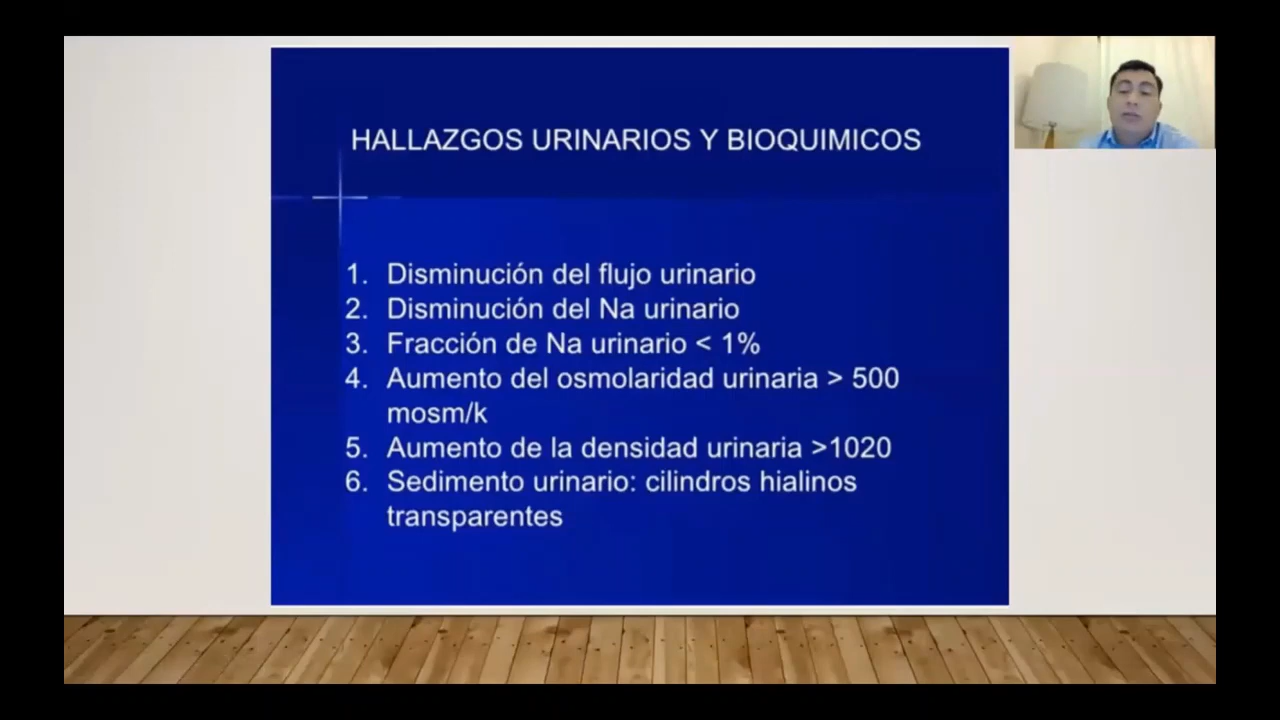 HALLAZGOS URINARIOS Y BIOQUIMICOS
1. Disminución del flujo urinario
2. Disminución del Na urinario
3. Fracción de Na urinario < 1%
4. Aumento del osmolaridad urinaria > 500
mosm/k
5. Aumento de la densidad urinaria >1020
6. Sedimento urinario: cilindros hialinos
transparentes